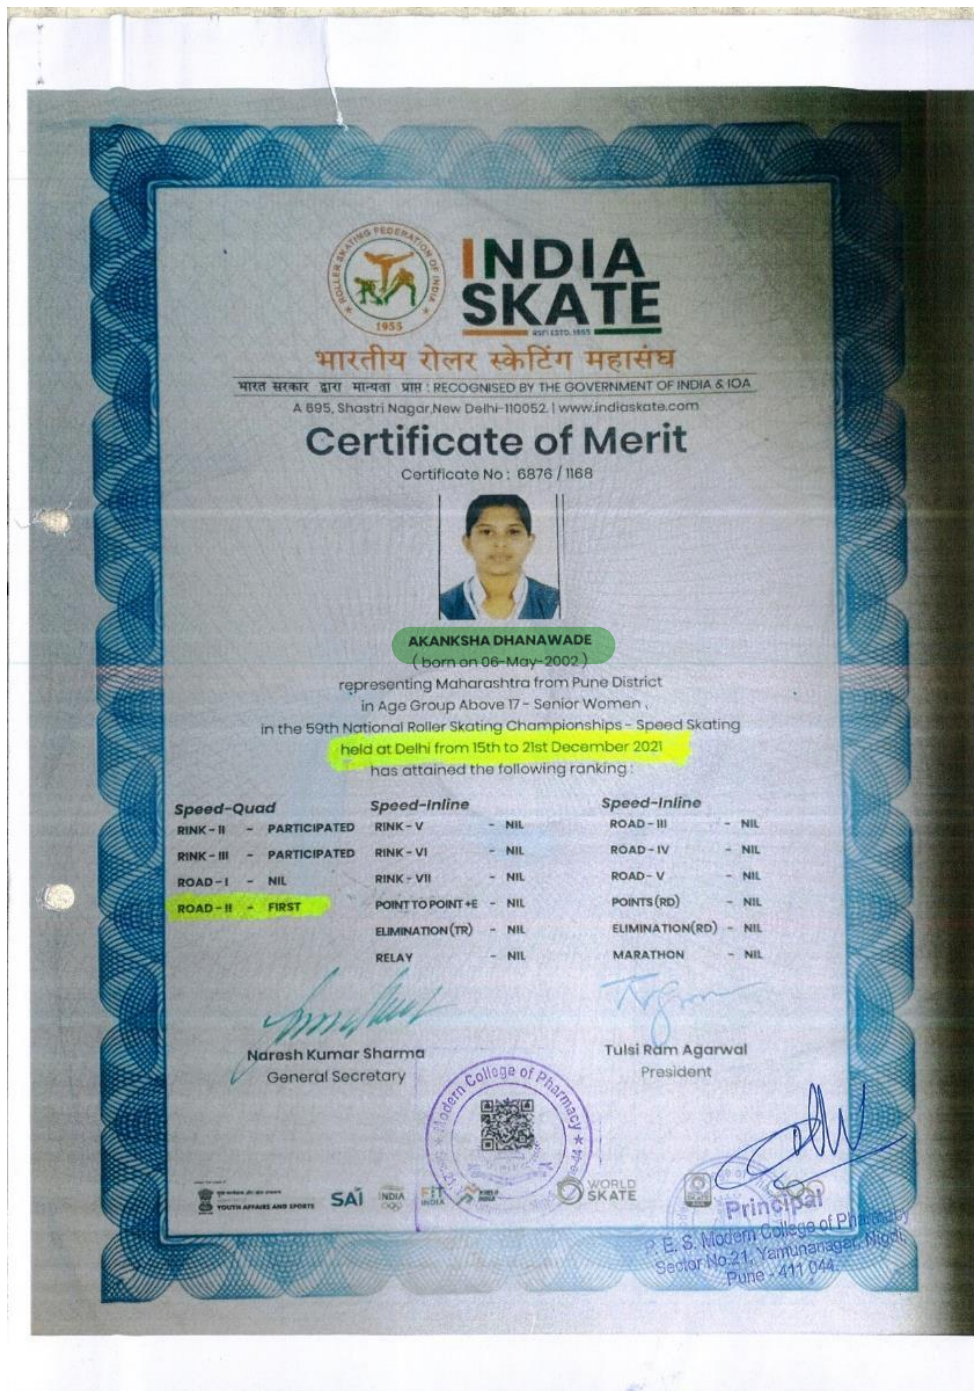 ROLLER SKATING FEDERATION OF INDIA
1955
INDIA
SKATE
RSFI ESTD. 1955
भारतीय रोलर स्केटिंग महासंघ
भारत सरकार द्वारा मान्यता प्राप्त : RECOGNISED BY THE GOVERNMENT OF INDIA & IOA
A 695, Shastri Nagar, New Delhi-110052. | www.indiaskate.com
Certificate of Merit
Certificate No : 6876 / 1168
AKANKSHA DHANAWADE
( born on 06-May-2002 )
representing Maharashtra from Pune District
in Age Group Above 17 - Senior Women ,
in the 59th National Roller Skating Championships - Speed Skating
held at Delhi from 15th to 21st December 2021
has attained the following ranking :
Speed-Quad
RINK - II - PARTICIPATED
RINK - III - PARTICIPATED
ROAD - I - NIL
ROAD - II - FIRST
Speed-Inline
RINK - V - NIL
RINK - VI - NIL
RINK - VII - NIL
POINT TO POINT +E - NIL
ELIMINATION (TR) - NIL
RELAY - NIL
Speed-Inline
ROAD - III - NIL
ROAD - IV - NIL
ROAD - V - NIL
POINTS (RD) - NIL
ELIMINATION(RD) - NIL
MARATHON - NIL
Naresh Kumar Sharma
General Secretary
Tulsi Ram Agarwal
President
Modern College of Pharmacy
YOUTH AFFAIRS AND SPORTS
SAI
INDIA
FIT
INDIA
WORLD
SKATE
Principal
P. E. S. Modern College of Pharmacy
Sector No.21, Yamunanagar, Nigdi,
Pune - 411 044.